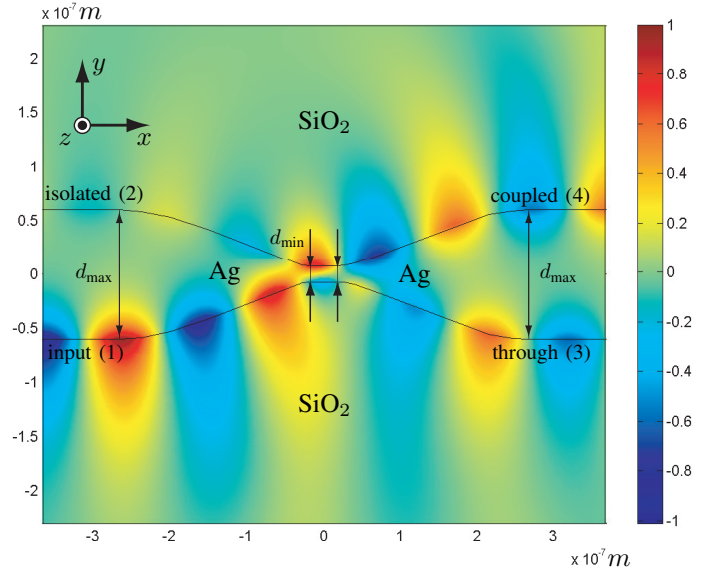 x 10⁻⁷ m
2
1.5
1
0.5
0
-0.5
-1
-1.5
-2
y
z x
SiO₂
isolated (2)
coupled (4)
d_min
d_max
Ag
Ag
d_max
input (1)
through (3)
SiO₂
-3 -2 -1 0 1 2 3
x 10⁻⁷ m
1
0.8
0.6
0.4
0.2
0
-0.2
-0.4
-0.6
-0.8
-1